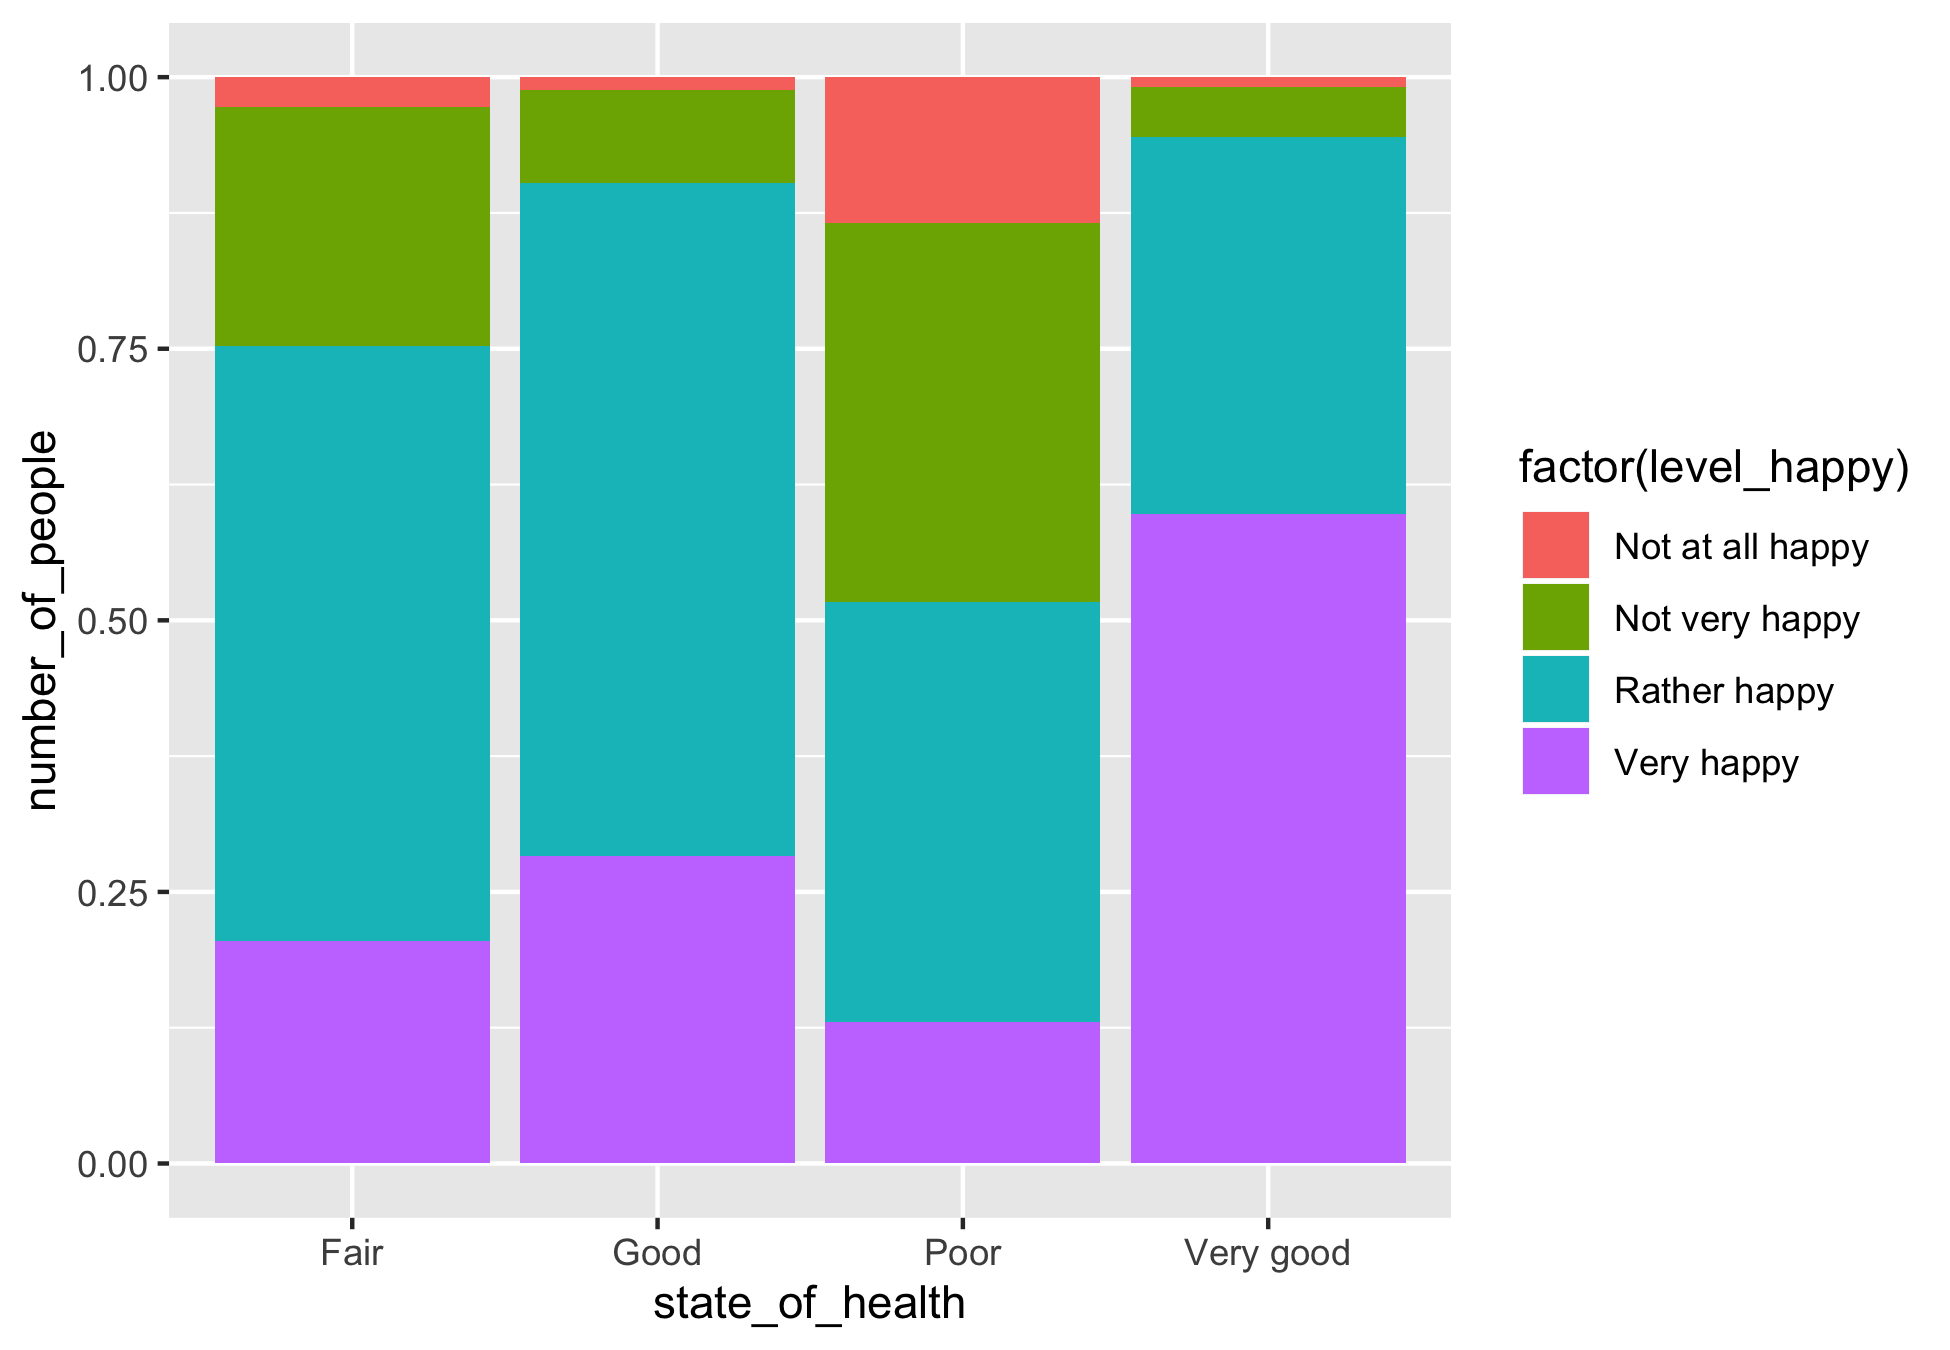 number_of_people
1.00
0.75
0.50
0.25
0.00
Fair
Good
Poor
Very good
state_of_health
factor(level_happy)
Not at all happy
Not very happy
Rather happy
Very happy